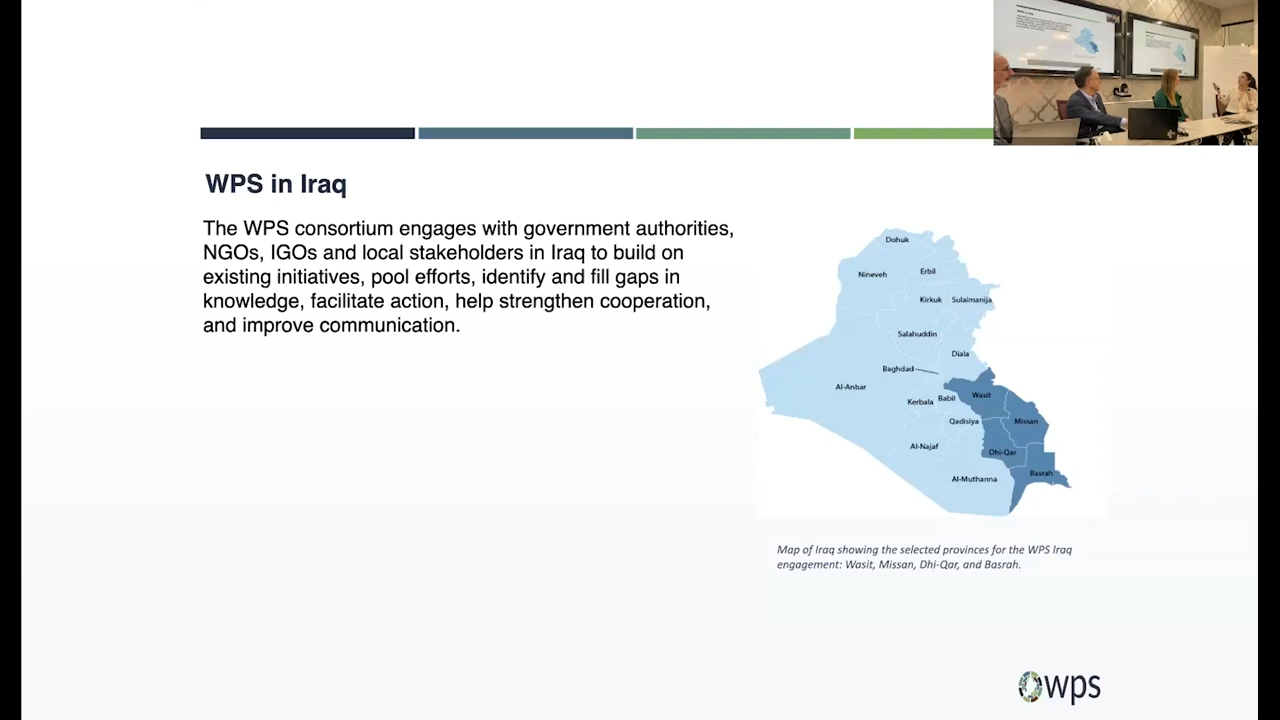 WPS in Iraq
The WPS consortium engages with government authorities,
NGOs, IGOs and local stakeholders in Iraq to build on
existing initiatives, pool efforts, identify and fill gaps in
knowledge, facilitate action, help strengthen cooperation,
and improve communication.
Dohuk
Nineveh
Erbil
Kirkuk
Sulaimanija
Salahuddin
Diala
Baghdad
Al-Anbar
Kerbala
Babil
Wasit
Qadisiya
Missan
Al-Najaf
Dhi-Qar
Al-Muthanna
Basrah
Map of Iraq showing the selected provinces for the WPS Iraq
engagement: Wasit, Missan, Dhi-Qar, and Basrah.
wps